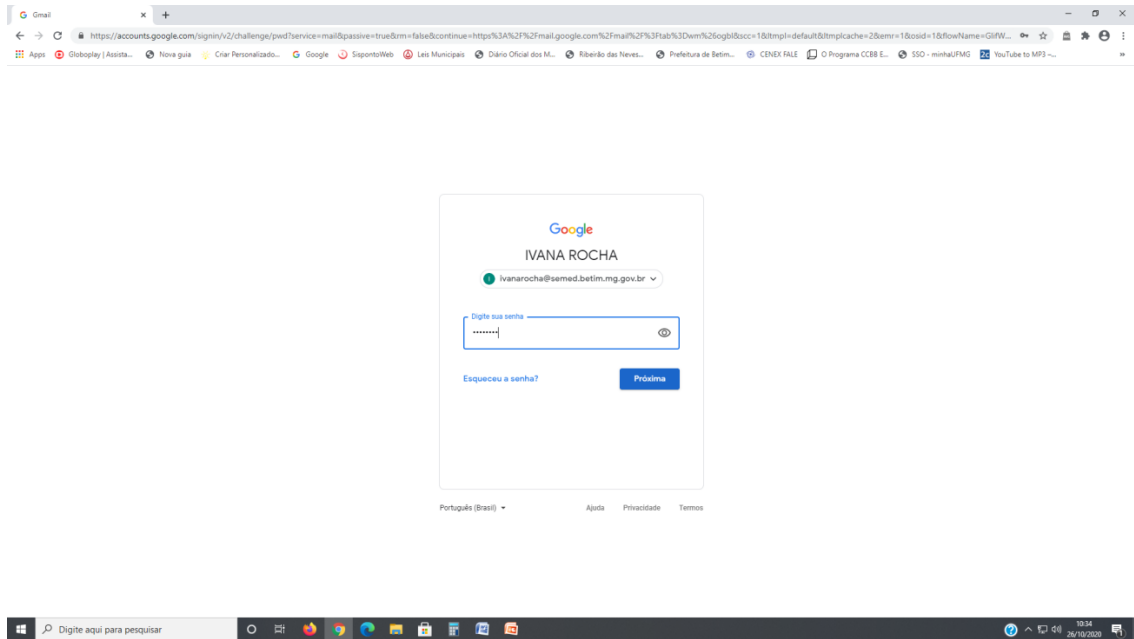 Gmail
https://accounts.google.com/signin/v2/challenge/pwd?service=mail&passive=true&rm=false&continue=https%3A%2F%2Fmail.google.com%2Fmail%2F%3Ftab%3Dwm%26ogbl&scc=1&ltmpl=default&ltmplcache=2&emr=1&osid=1&flowName=GlifW...
Apps Globoplay | Assista... Nova guia Criar Personalizado... Google SispontoWeb Leis Municipais Diário Oficial dos M... Ribeirão das Neves... Prefeitura de Betim... CENEX FALE O Programa CCBB E... SSO - minhaUFMG YouTube to MP3 –...
Google
IVANA ROCHA
ivanarocha@semed.betim.mg.gov.br
Digite sua senha
••••••••
Esqueceu a senha? Próxima
Português (Brasil) Ajuda Privacidade Termos
Digite aqui para pesquisar
10:34
26/10/2020